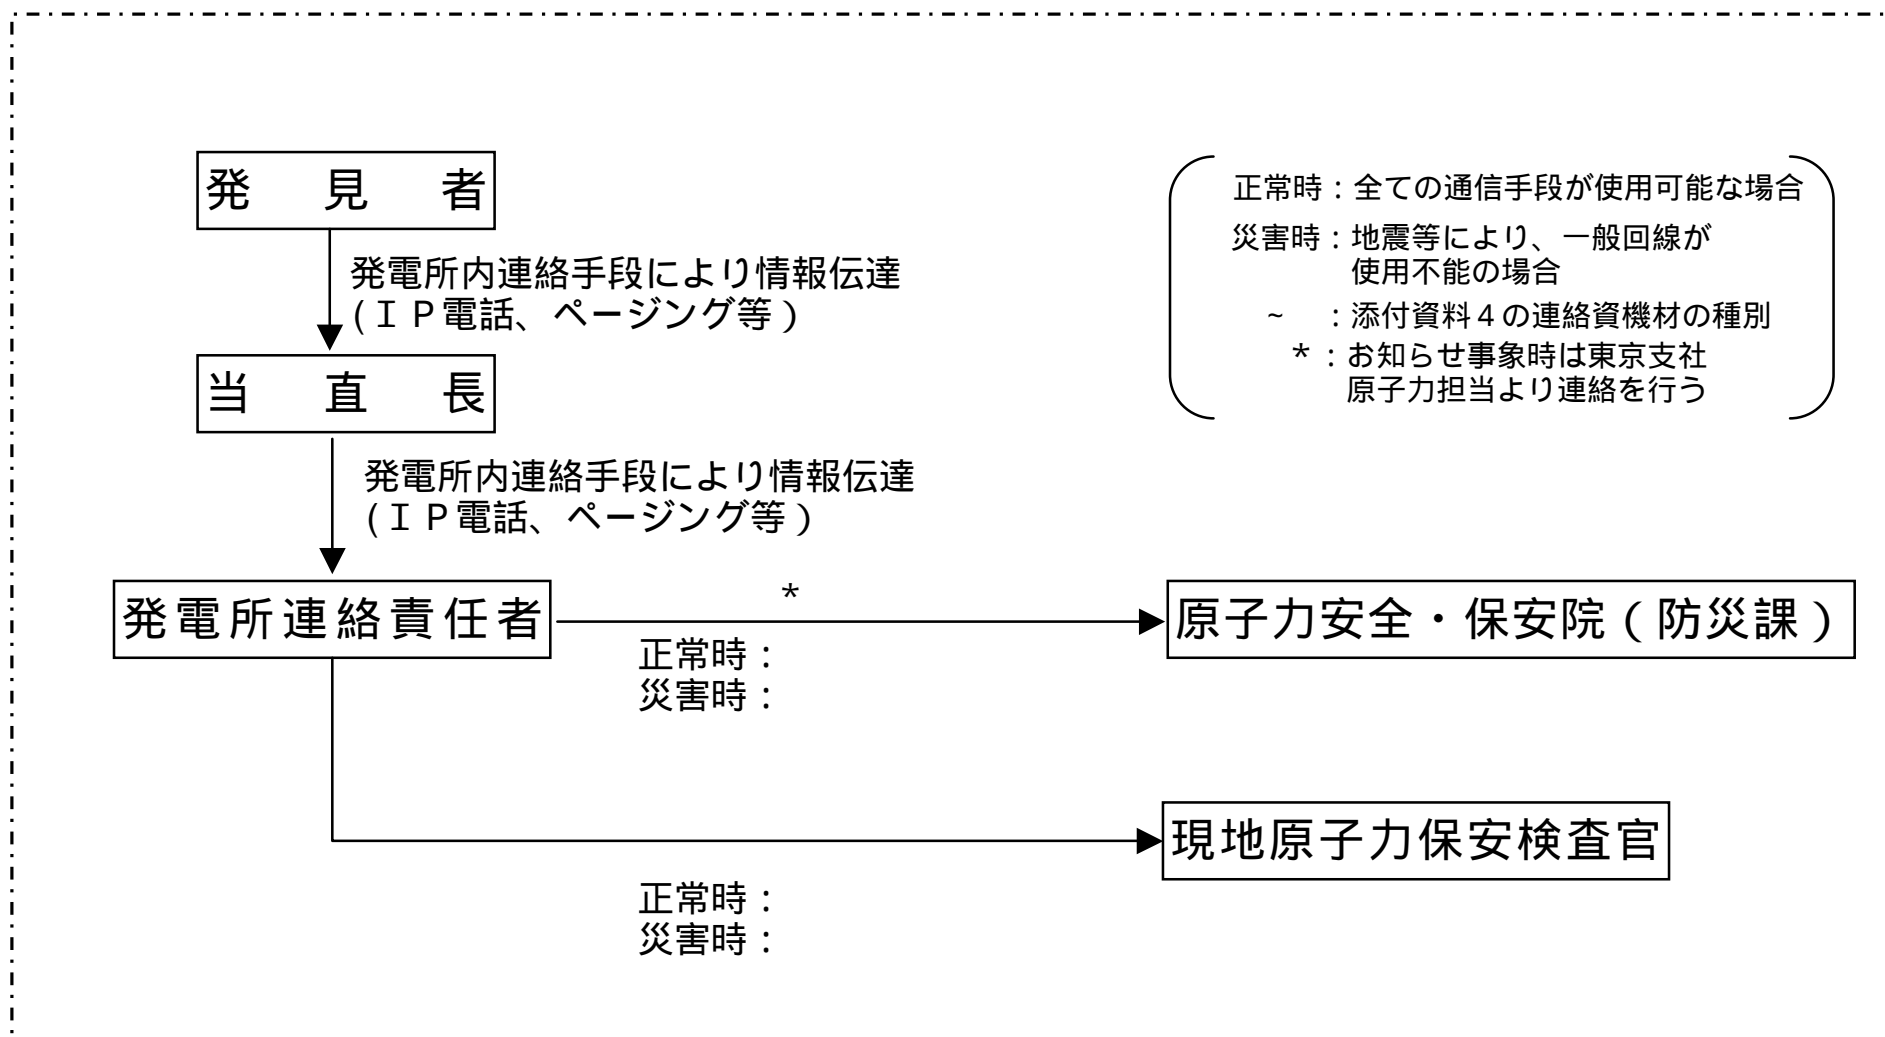 発見者
発電所内連絡手段により情報伝達
(ＩＰ電話、ページング等)
当直長
発電所内連絡手段により情報伝達
(ＩＰ電話、ページング等)
発電所連絡責任者
*
正常時：
災害時：
原子力安全・保安院(防災課)
現地原子力保安検査官
正常時：
災害時：
正常時：全ての通信手段が使用可能な場合
災害時：地震等により、一般回線が
使用不能の場合
~ ：添付資料４の連絡資機材の種別
*：お知らせ事象時は東京支社
原子力担当より連絡を行う